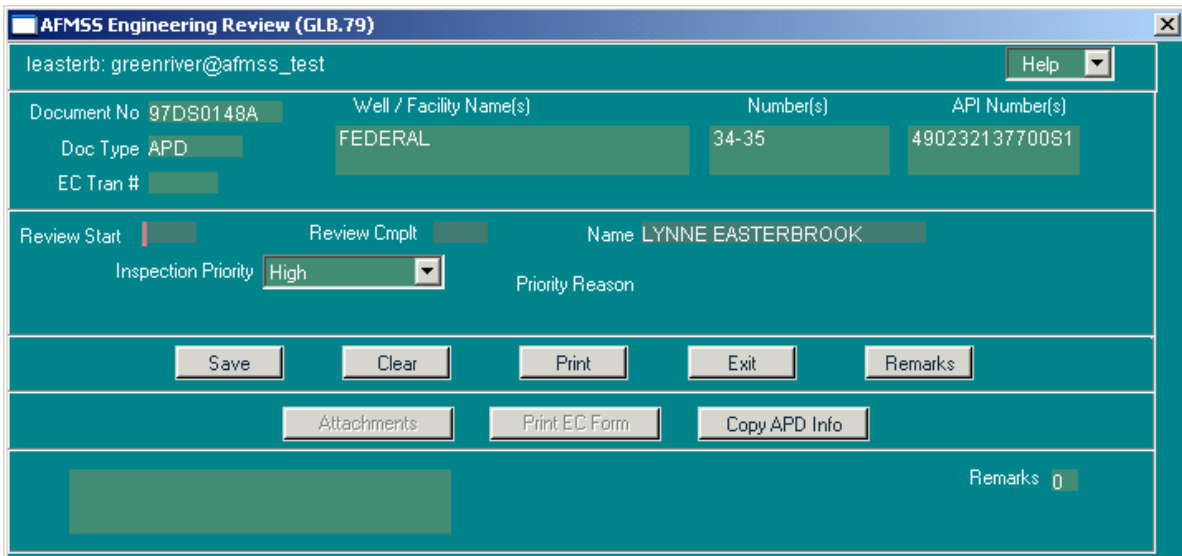 AFMSS Engineering Review (GLB.79)
leasterb: greenriver@afmss_test
Help
Document No 97DS0148A
Well / Facility Name(s)
Number(s)
API Number(s)
FEDERAL
34-35
490232137700S1
Doc Type APD
EC Tran #
Review Start
Review Cmplt
Name LYNNE EASTERBROOK
Inspection Priority High
Priority Reason
Save
Clear
Print
Exit
Remarks
Attachments
Print EC Form
Copy APD Info
Remarks 0